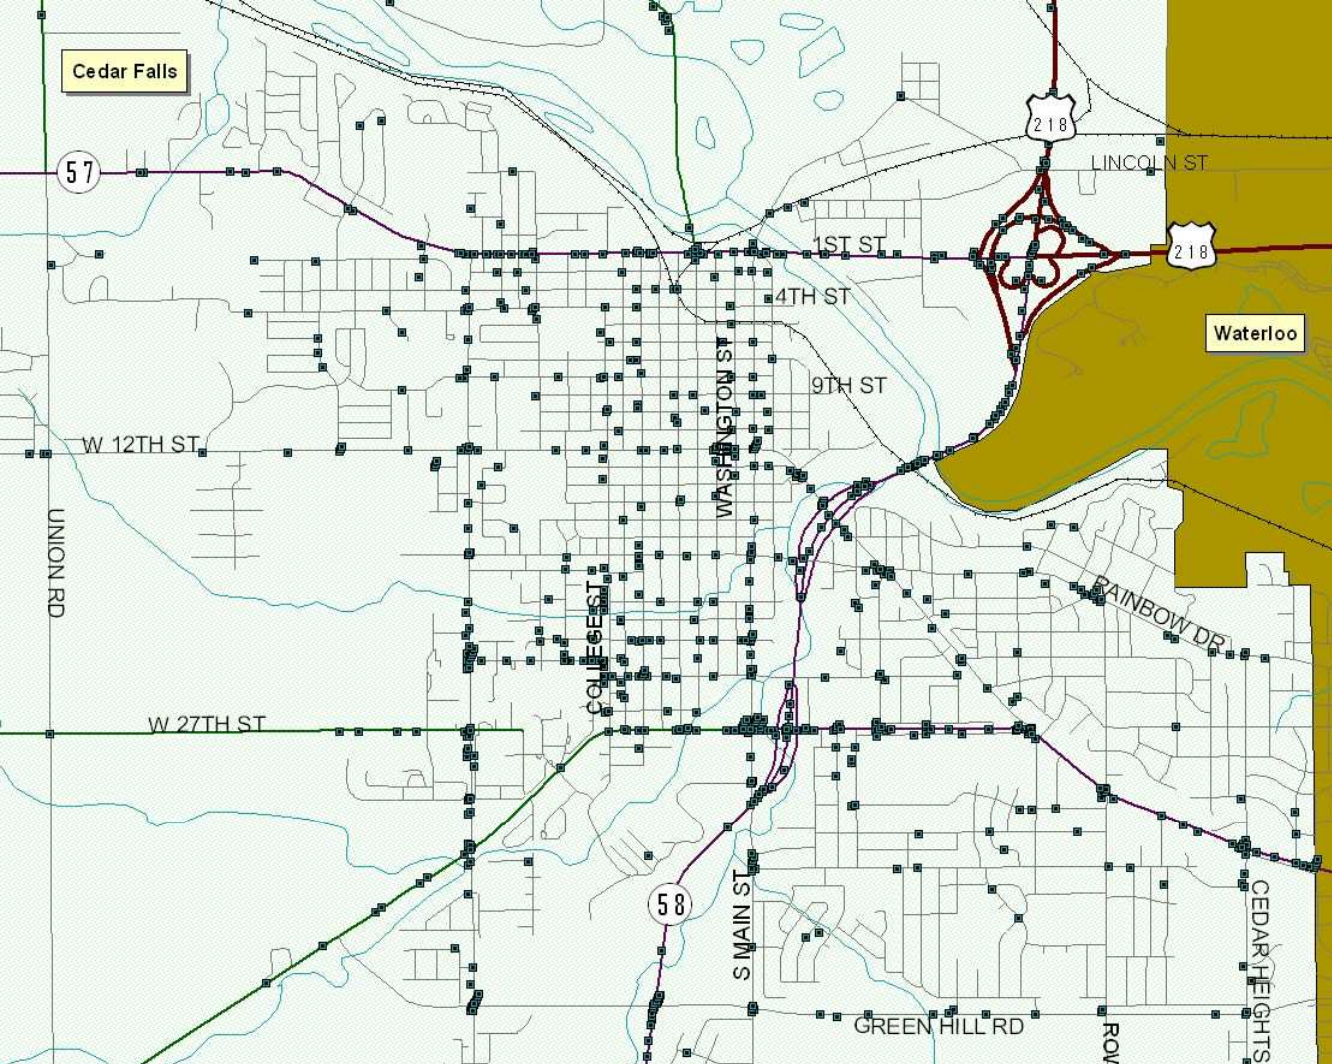 Cedar Falls
57
218
LINCOLN ST
1ST ST
218
4TH ST
Waterloo
WASHINGTON ST
9TH ST
W 12TH ST
UNION RD
COLLEGE ST
RAINBOW DR
W 27TH ST
58
S MAIN ST
CEDAR HEIGHTS
GREEN HILL RD
ROW